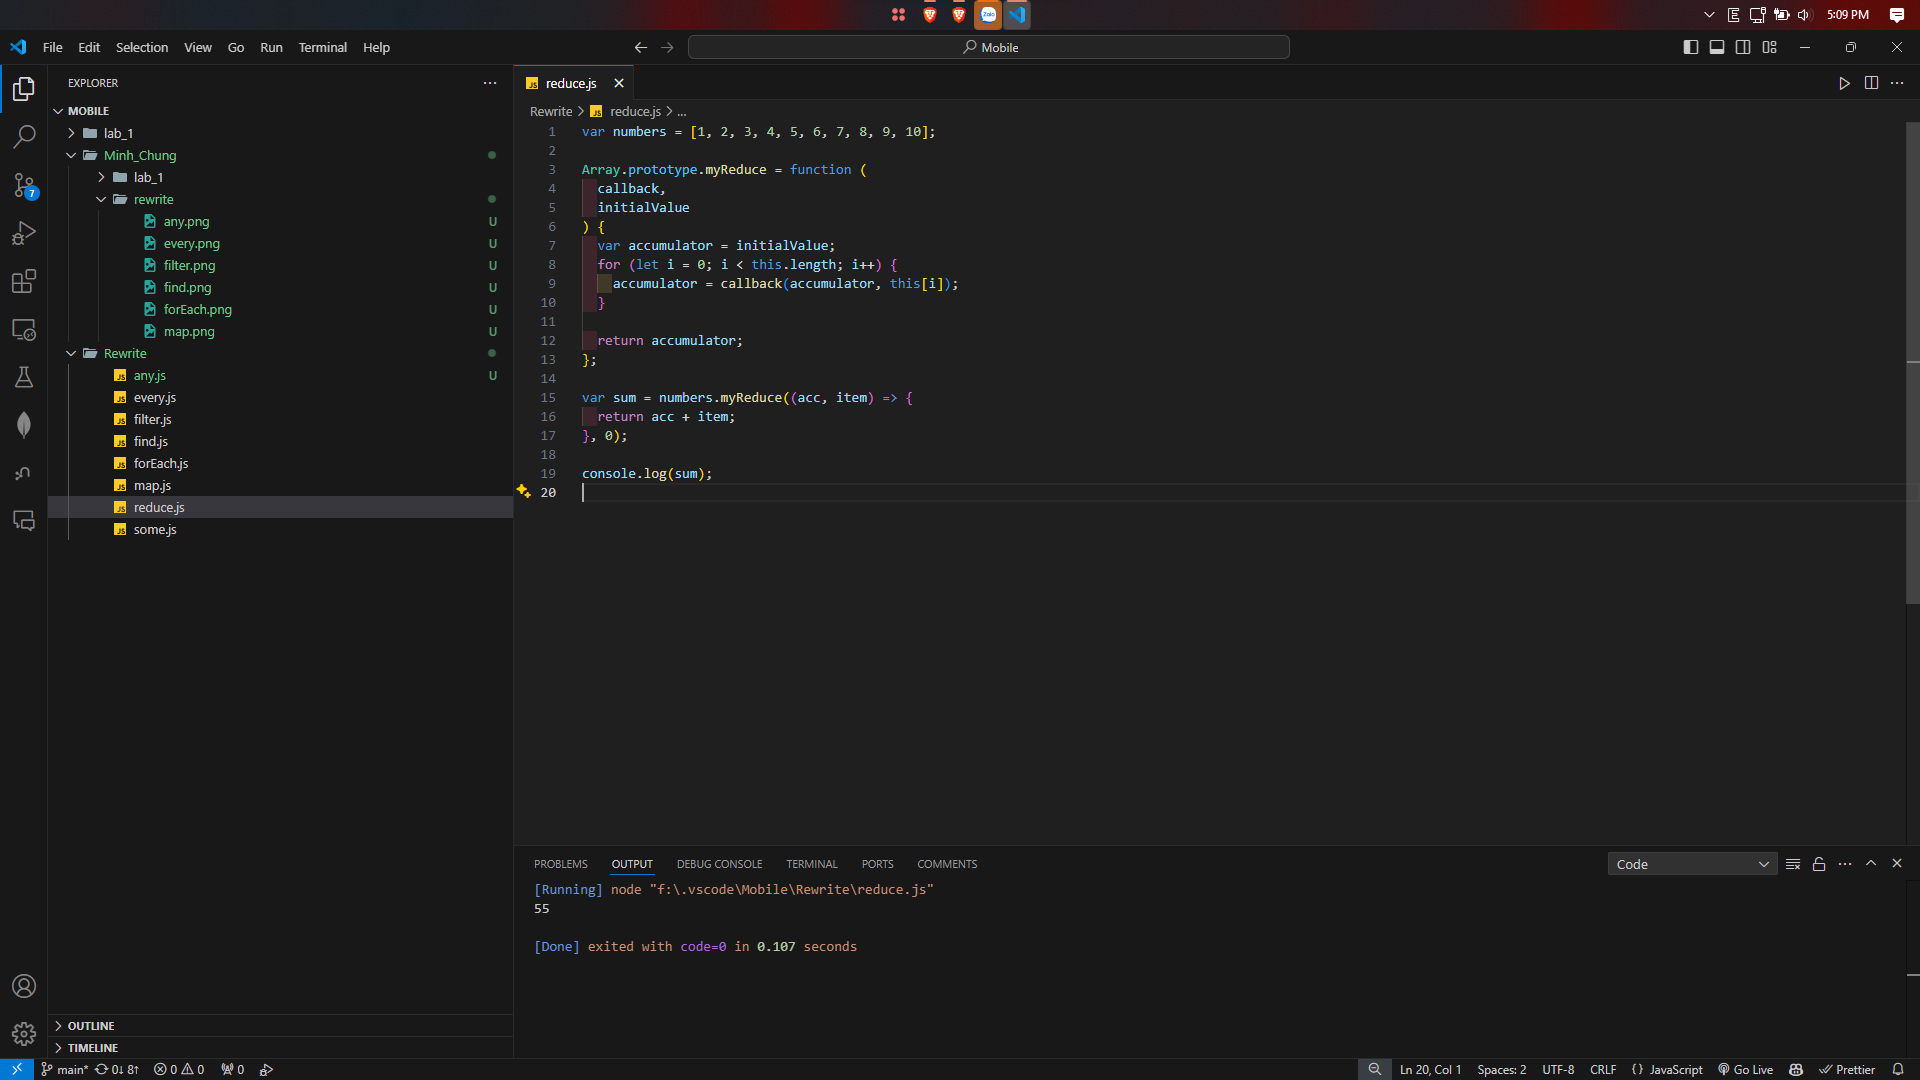 5:09 PM
File Edit Selection View Go Run Terminal Help
Mobile
EXPLORER
MOBILE
lab_1
Minh_Chung
lab_1
rewrite
any.png U
every.png U
filter.png U
find.png U
forEach.png U
map.png U
Rewrite
any.js U
every.js
filter.js
find.js
forEach.js
map.js
reduce.js
some.js
OUTLINE
TIMELINE
7
reduce.js
Rewrite > reduce.js > ...
1 var numbers = [1, 2, 3, 4, 5, 6, 7, 8, 9, 10];
2
3 Array.prototype.myReduce = function (
4 callback,
5 initialValue
6 ) {
7 var accumulator = initialValue;
8 for (let i = 0; i < this.length; i++) {
9 accumulator = callback(accumulator, this[i]);
10 }
11
12 return accumulator;
13 };
14
15 var sum = numbers.myReduce((acc, item) => {
16 return acc + item;
17 }, 0);
18
19 console.log(sum);
20
PROBLEMS OUTPUT DEBUG CONSOLE TERMINAL PORTS COMMENTS
Code
[Running] node "f:\.vscode\Mobile\Rewrite\reduce.js"
55
[Done] exited with code=0 in 0.107 seconds
main* 0↓ 8↑ 0 0 0 Ln 20, Col 1 Spaces: 2 UTF-8 CRLF {} JavaScript Go Live Prettier